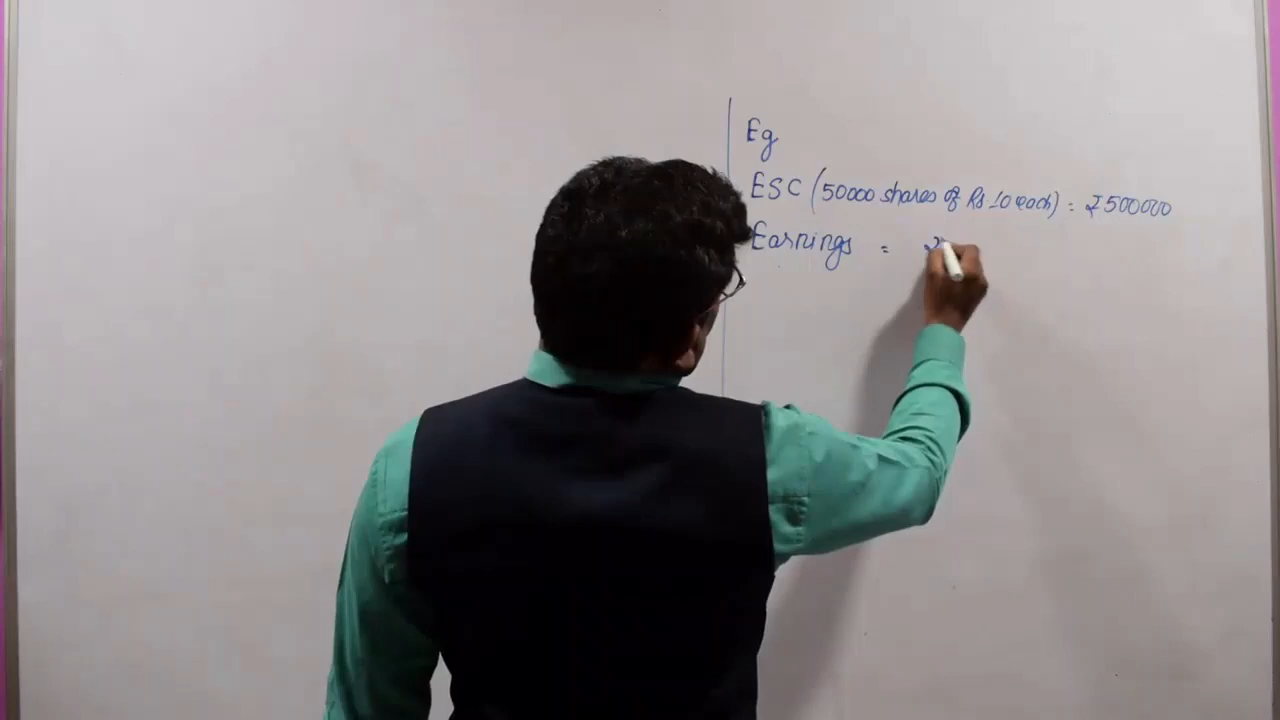 Eg
ESC (50000 shares of Rs 10 each) = ₹500000
Earnings =